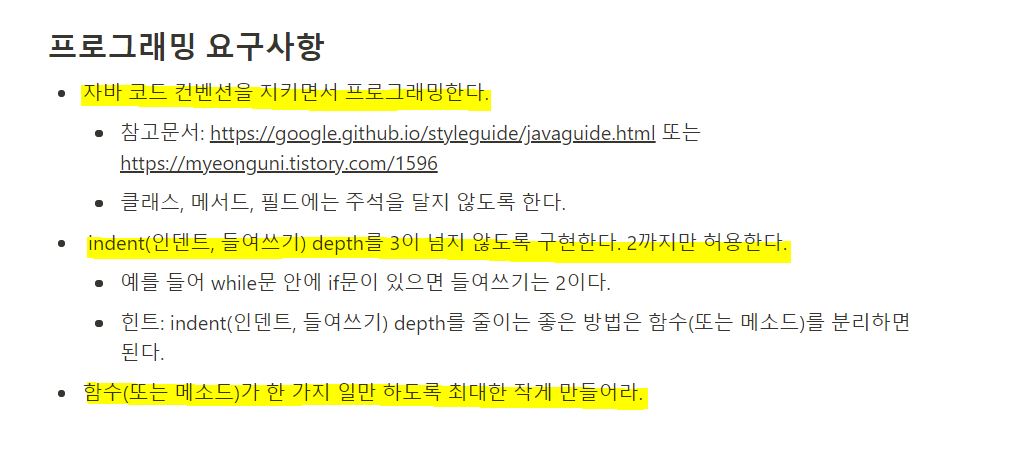 프로그래밍 요구사항
자바 코드 컨벤션을 지키면서 프로그래밍한다.
참고문서: https://google.github.io/styleguide/javaguide.html 또는
https://myeonguni.tistory.com/1596
클래스, 메서드, 필드에는 주석을 달지 않도록 한다.
indent(인덴트, 들여쓰기) depth를 3이 넘지 않도록 구현한다. 2까지만 허용한다.
예를 들어 while문 안에 if문이 있으면 들여쓰기는 2이다.
힌트: indent(인덴트, 들여쓰기) depth를 줄이는 좋은 방법은 함수(또는 메소드)를 분리하면
된다.
함수(또는 메소드)가 한 가지 일만 하도록 최대한 작게 만들어라.